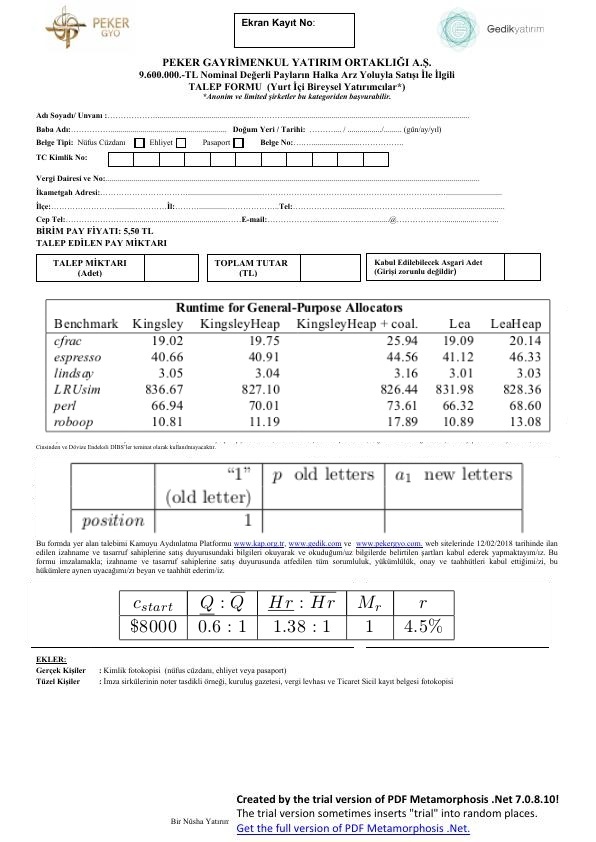 PEKER
GYO
Ekran Kayıt No:
Gedikyatırım
PEKER GAYRİMENKUL YATIRIM ORTAKLIĞI A.Ş.
9.600.000.-TL Nominal Değerli Payların Halka Arz Yoluyla Satışı İle İlgili
TALEP FORMU (Yurt İçi Bireysel Yatırımcılar*)
*Anonim ve limited şirketler bu kategoriden başvurabilir.
Adı Soyadı/ Unvanı :
Baba Adı: Doğum Yeri / Tarihi: / / (gün/ay/yıl)
Belge Tipi: Nüfus Cüzdanı Ehliyet Pasaport Belge No:
TC Kimlik No:
Vergi Dairesi ve No:
İkametgah Adresi:
İlçe: İl: Tel:
Cep Tel: E-mail: @
BİRİM PAY FİYATI: 5,50 TL
TALEP EDİLEN PAY MİKTARI
TALEP MİKTARI (Adet) TOPLAM TUTAR (TL) Kabul Edilebilecek Asgari Adet (Girişi zorunlu değildir)
Runtime for General-Purpose Allocators
Benchmark Kingsley KingsleyHeap KingsleyHeap + coal. Lea LeaHeap
cfrac 19.02 19.75 25.94 19.09 20.14
espresso 40.66 40.91 44.56 41.12 46.33
lindsay 3.05 3.04 3.16 3.01 3.03
LRUsim 836.67 827.10 826.44 831.98 828.36
perl 66.94 70.01 73.61 66.32 68.60
roboop 10.81 11.19 17.89 10.89 13.08
Cinsinden ve Dövize Endeksli DİBS'ler teminat olarak kullanılmayacaktır.
"1" p old letters a₁ new letters
(old letter)
position 1
Bu formda yer alan talebimi Kamuyu Aydınlatma Platformu www.kap.org.tr, www.gedik.com ve www.pekergyo.com, web sitelerinde 12/02/2018 tarihinde ilan
edilen izahname ve tasarruf sahiplerine satış duyurusundaki bilgileri okuyarak ve okuduğum/uz bilgilerde belirtilen şartları kabul ederek yapmaktayım/ız. Bu
formu imzalamakla; izahname ve tasarruf sahiplerine satış duyurusunda atfedilen tüm sorumluluk, yükümlülük, onay ve taahhütleri kabul ettiğimi/zi, bu
hükümlere aynen uyacağımı/zı beyan ve taahhüt ederim/iz.
c_start Q : Q̅ Hr : H̅r̅ M_r r
$8000 0.6 : 1 1.38 : 1 1 4.5%
EKLER:
Gerçek Kişiler : Kimlik fotokopisi (nüfus cüzdanı, ehliyet veya pasaport)
Tüzel Kişiler : İmza sirkülerinin noter tasdikli örneği, kuruluş gazetesi, vergi levhası ve Ticaret Sicil kayıt belgesi fotokopisi
Bir Nüsha Yatırım
Created by the trial version of PDF Metamorphosis .Net 7.0.8.10!
The trial version sometimes inserts "trial" into random places.
Get the full version of PDF Metamorphosis .Net.